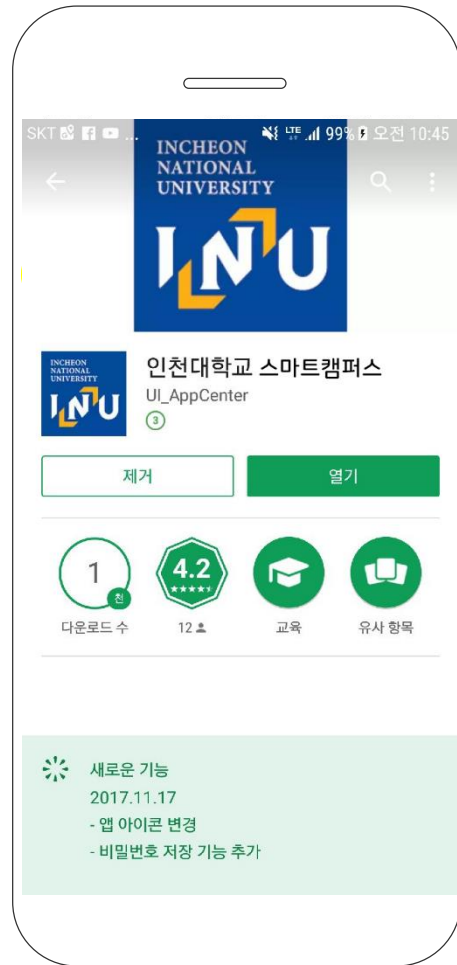 SKT ... LTE 99% 오전 10:45
INCHEON
NATIONAL
UNIVERSITY
INU
INCHEON
NATIONAL
UNIVERSITY
INU
인천대학교 스마트캠퍼스
UI_AppCenter
3
제거 열기
1 천 4.2
다운로드 수 12 교육 유사 항목
새로운 기능
2017.11.17
- 앱 아이콘 변경
- 비밀번호 저장 기능 추가